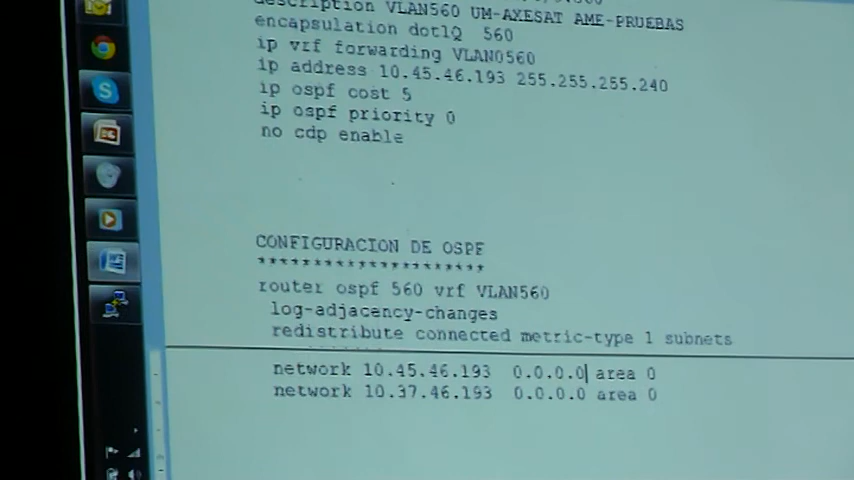 description VLAN560 UM-AXESAT AME-PRUEBAS
encapsulation dot1Q 560
ip vrf forwarding VLAN0560
ip address 10.45.46.193 255.255.255.240
ip ospf cost 5
ip ospf priority 0
no cdp enable
CONFIGURACION DE OSPF
*********************
router ospf 560 vrf VLAN560
log-adjacency-changes
redistribute connected metric-type 1 subnets
network 10.45.46.193 0.0.0.0 area 0
network 10.37.46.193 0.0.0.0 area 0